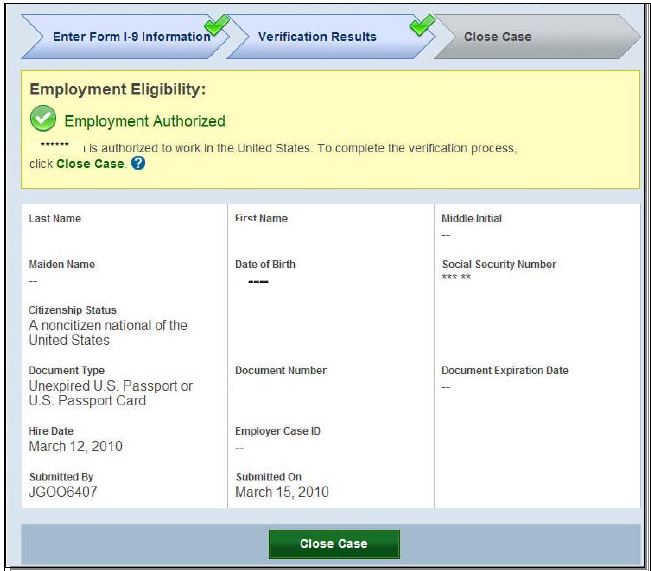 Enter Form I-9 Information
Verification Results
Close Case
Employment Eligibility:
Employment Authorized
****** is authorized to work in the United States. To complete the verification process,
click Close Case. ?
Last Name
First Name
Middle Initial
--
Maiden Name
Date of Birth
Social Security Number
--
----
*** **
Citizenship Status
A noncitizen national of the
United States
Document Type
Document Number
Document Expiration Date
Unexpired U.S. Passport or
--
U.S. Passport Card
Hire Date
Employer Case ID
March 12, 2010
--
Submitted By
Submitted On
JGOO6407
March 15, 2010
Close Case